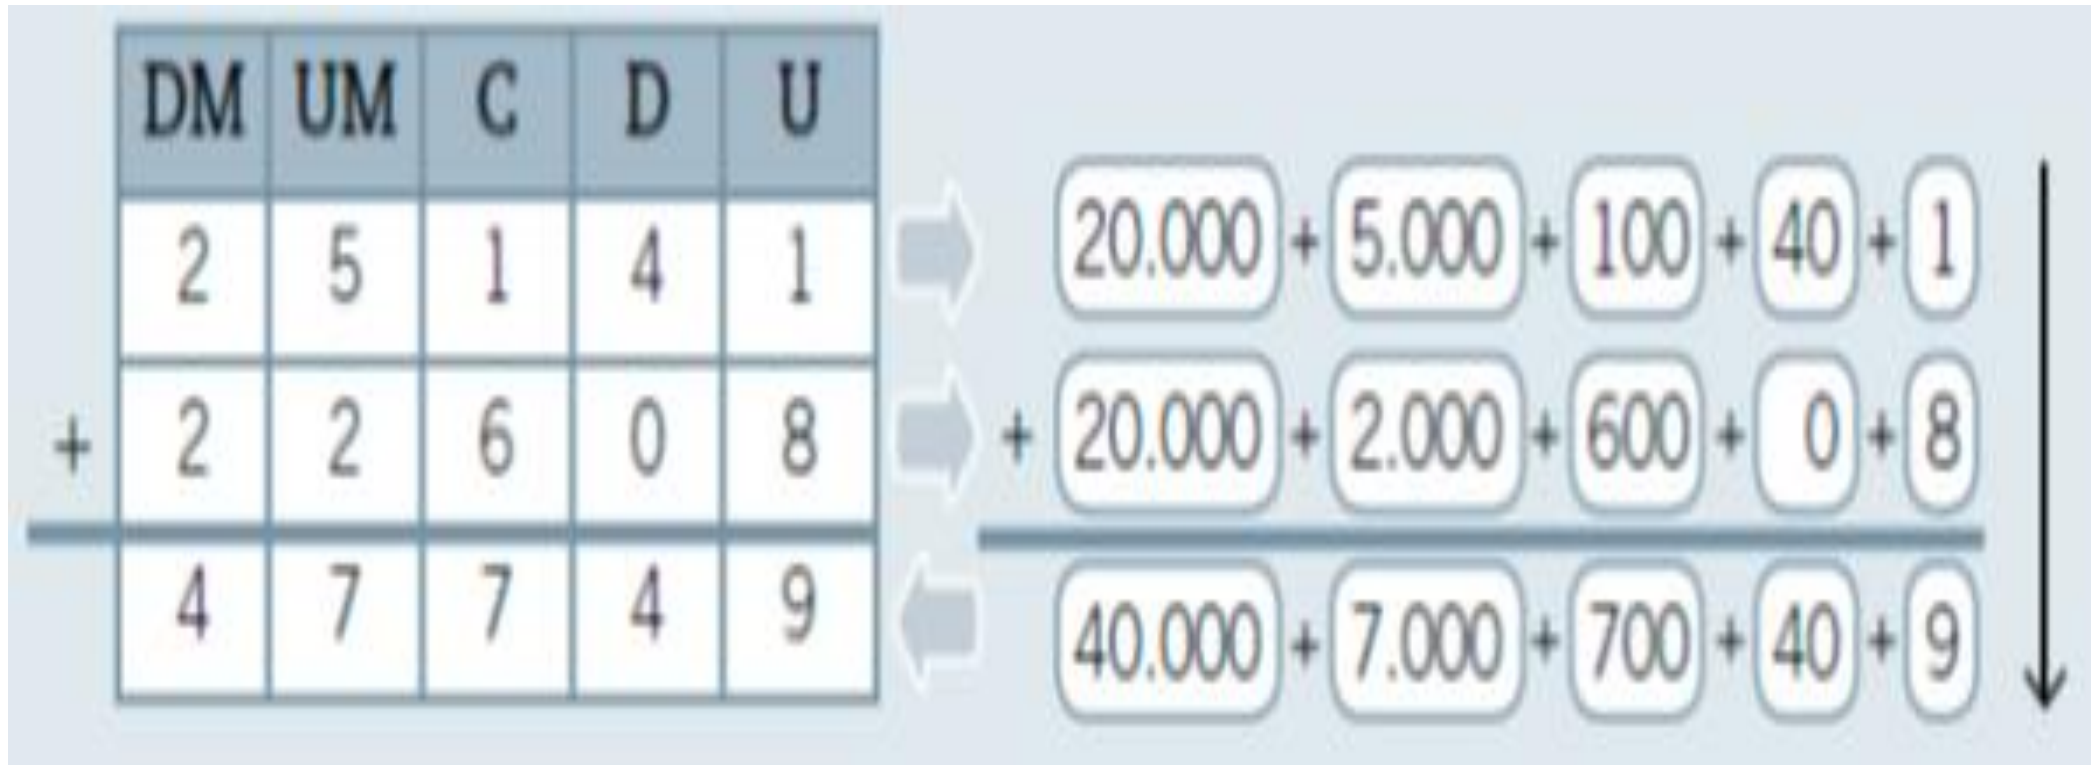 DM UM C D U
2 5 1 4 1
20.000 + 5.000 + 100 + 40 + 1
+ 2 2 6 0 8
+ 20.000 + 2.000 + 600 + 0 + 8
4 7 7 4 9
40.000 + 7.000 + 700 + 40 + 9